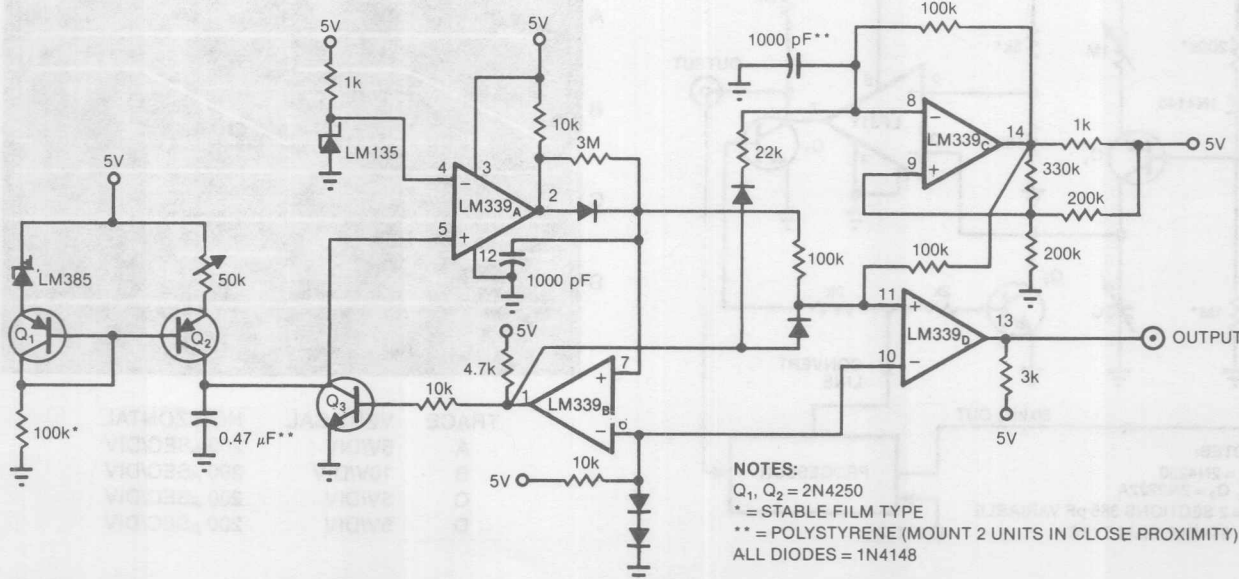 5V
1k
LM135
5V
LM385
50k
Q1
Q2
100k*
0.47 µF**
Q3
10k
5V
4.7k
5V
10k
3M
4
3
LM339A
2
5
12
1000 pF
7
LM339B
1
6
5V
10k
1000 pF**
100k
22k
8
LM339C
14
9
1k
5V
330k
200k
200k
100k
100k
11
LM339D
13
10
OUTPUT
3k
5V
NOTES:
Q1, Q2 = 2N4250
* = STABLE FILM TYPE
** = POLYSTYRENE (MOUNT 2 UNITS IN CLOSE PROXIMITY)
ALL DIODES = 1N4148